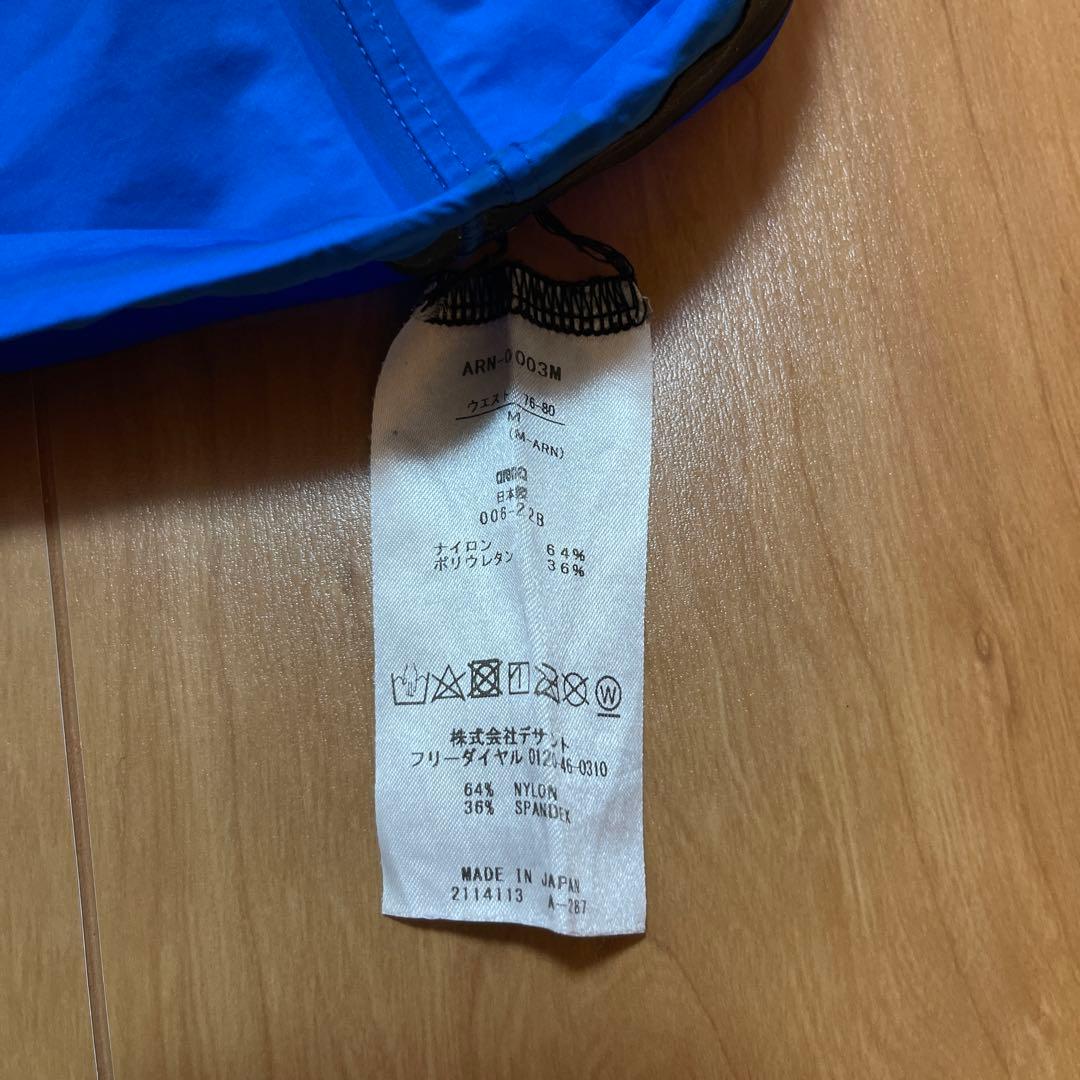 ARN-0003M
ウエスト 76-80
M
(M-ARN)
arena
日本製
006-22B
ナイロン 64%
ポリウレタン 36%
W
株式会社デサント
フリーダイヤル 0120-46-0310
64% NYLON
36% SPANDEX
MADE IN JAPAN
2114113 A-287